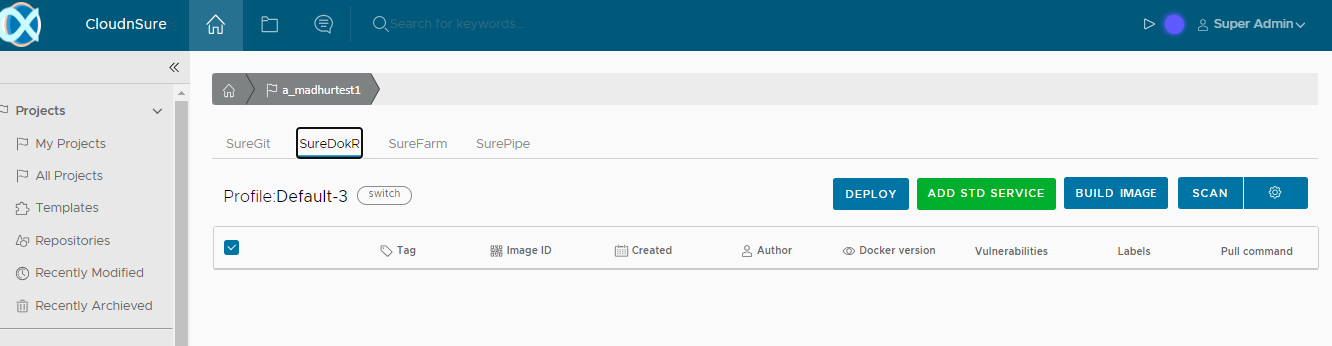 CloudnSure
Search for keywords...
Super Admin
Projects
My Projects
All Projects
Templates
Repositories
Recently Modified
Recently Archieved
a_madhurtest1
SureGit SureDokR SureFarm SurePipe
Profile:Default-3 switch DEPLOY ADD STD SERVICE BUILD IMAGE SCAN
Tag Image ID Created Author Docker version Vulnerabilities Labels Pull command